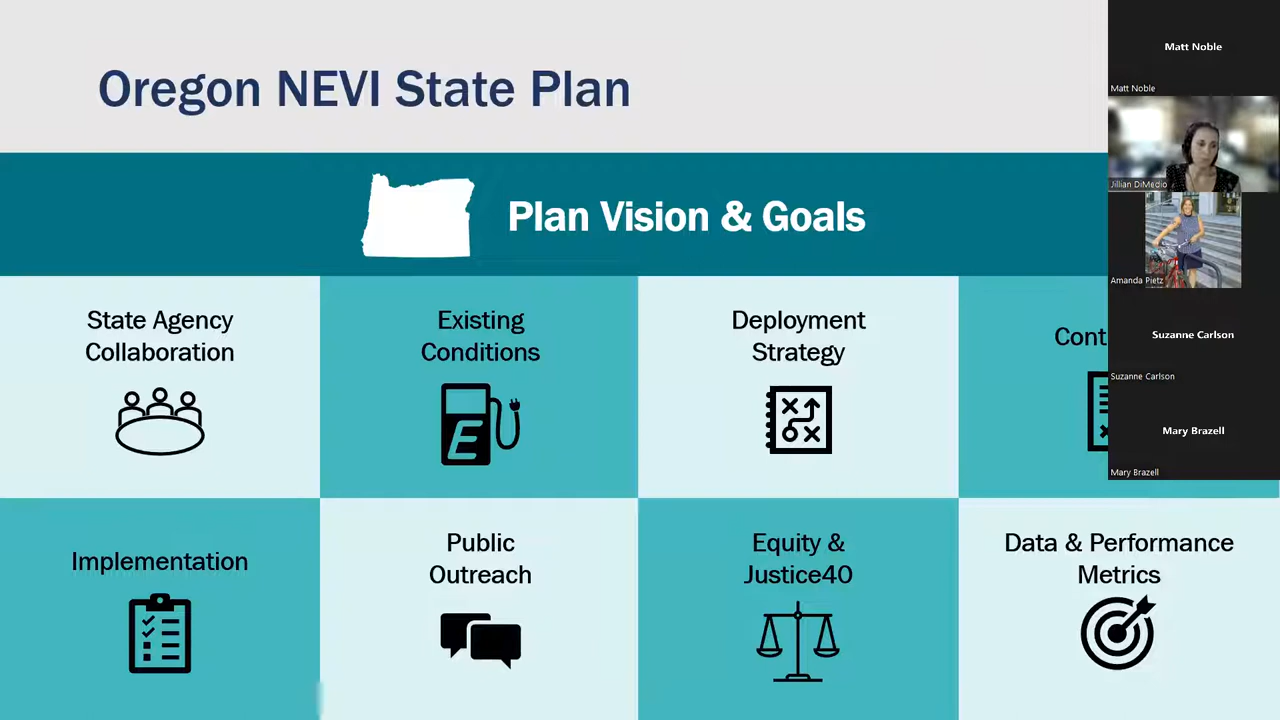 Oregon NEVI State Plan
Plan Vision & Goals
State Agency
Collaboration
Existing
Conditions
Deployment
Strategy
Implementation
Public
Outreach
Equity &
Justice40
Data & Performance
Metrics
Matt Noble
Matt Noble
Jillian DiMedio
Amanda Pietz
Suzanne Carlson
Suzanne Carlson
Mary Brazell
Mary Brazell